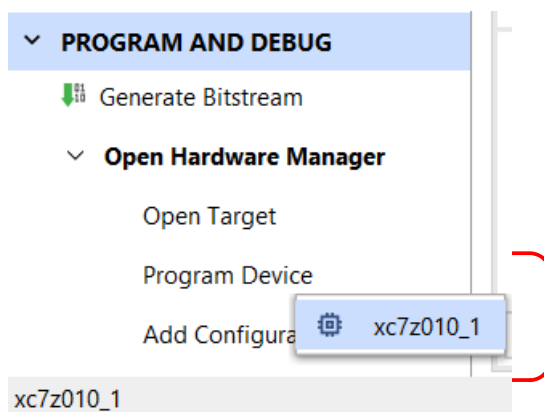 PROGRAM AND DEBUG
Generate Bitstream
Open Hardware Manager
Open Target
Program Device
Add Configura
xc7z010_1
xc7z010_1